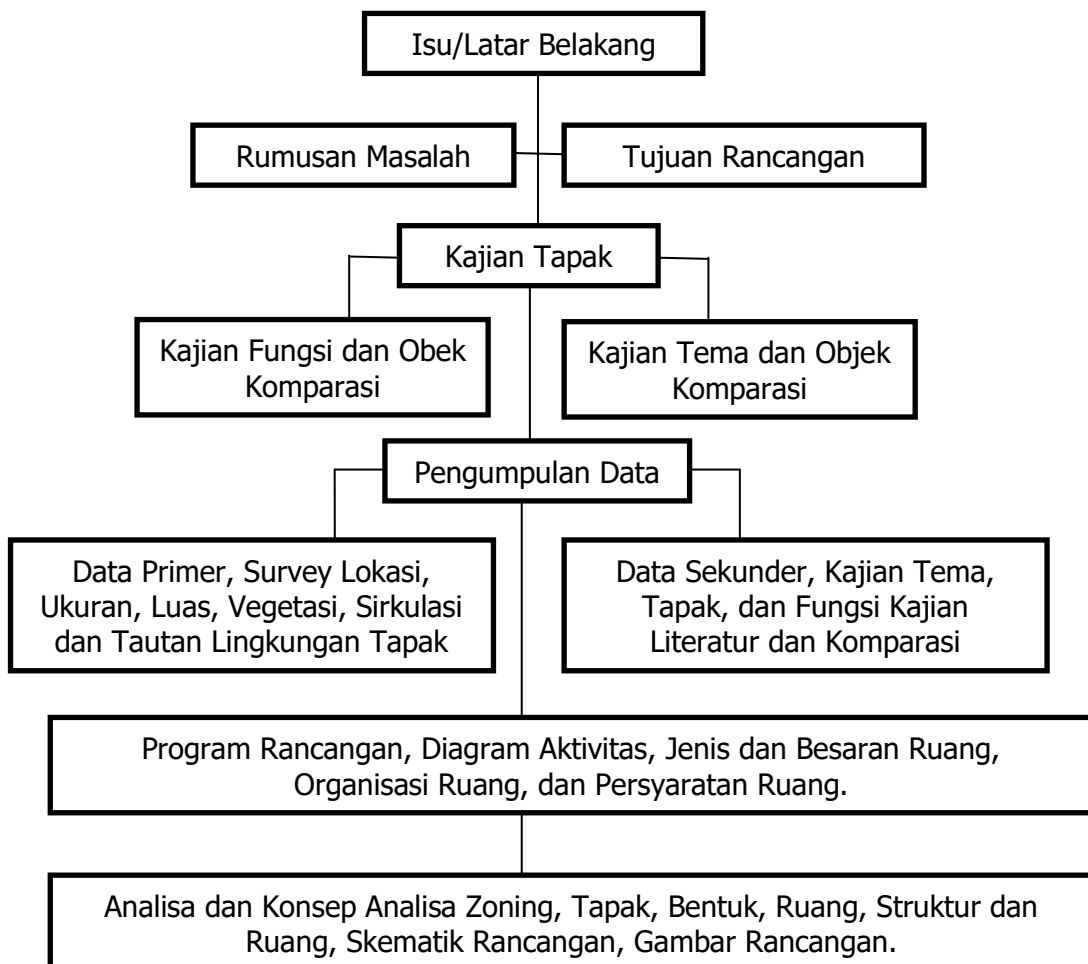 Isu/Latar Belakang
Rumusan Masalah
Tujuan Rancangan
Kajian Tapak
Kajian Fungsi dan Obek
Komparasi
Kajian Tema dan Objek
Komparasi
Pengumpulan Data
Data Primer, Survey Lokasi,
Ukuran, Luas, Vegetasi, Sirkulasi
dan Tautan Lingkungan Tapak
Data Sekunder, Kajian Tema,
Tapak, dan Fungsi Kajian
Literatur dan Komparasi
Program Rancangan, Diagram Aktivitas, Jenis dan Besaran Ruang,
Organisasi Ruang, dan Persyaratan Ruang.
Analisa dan Konsep Analisa Zoning, Tapak, Bentuk, Ruang, Struktur dan
Ruang, Skematik Rancangan, Gambar Rancangan.